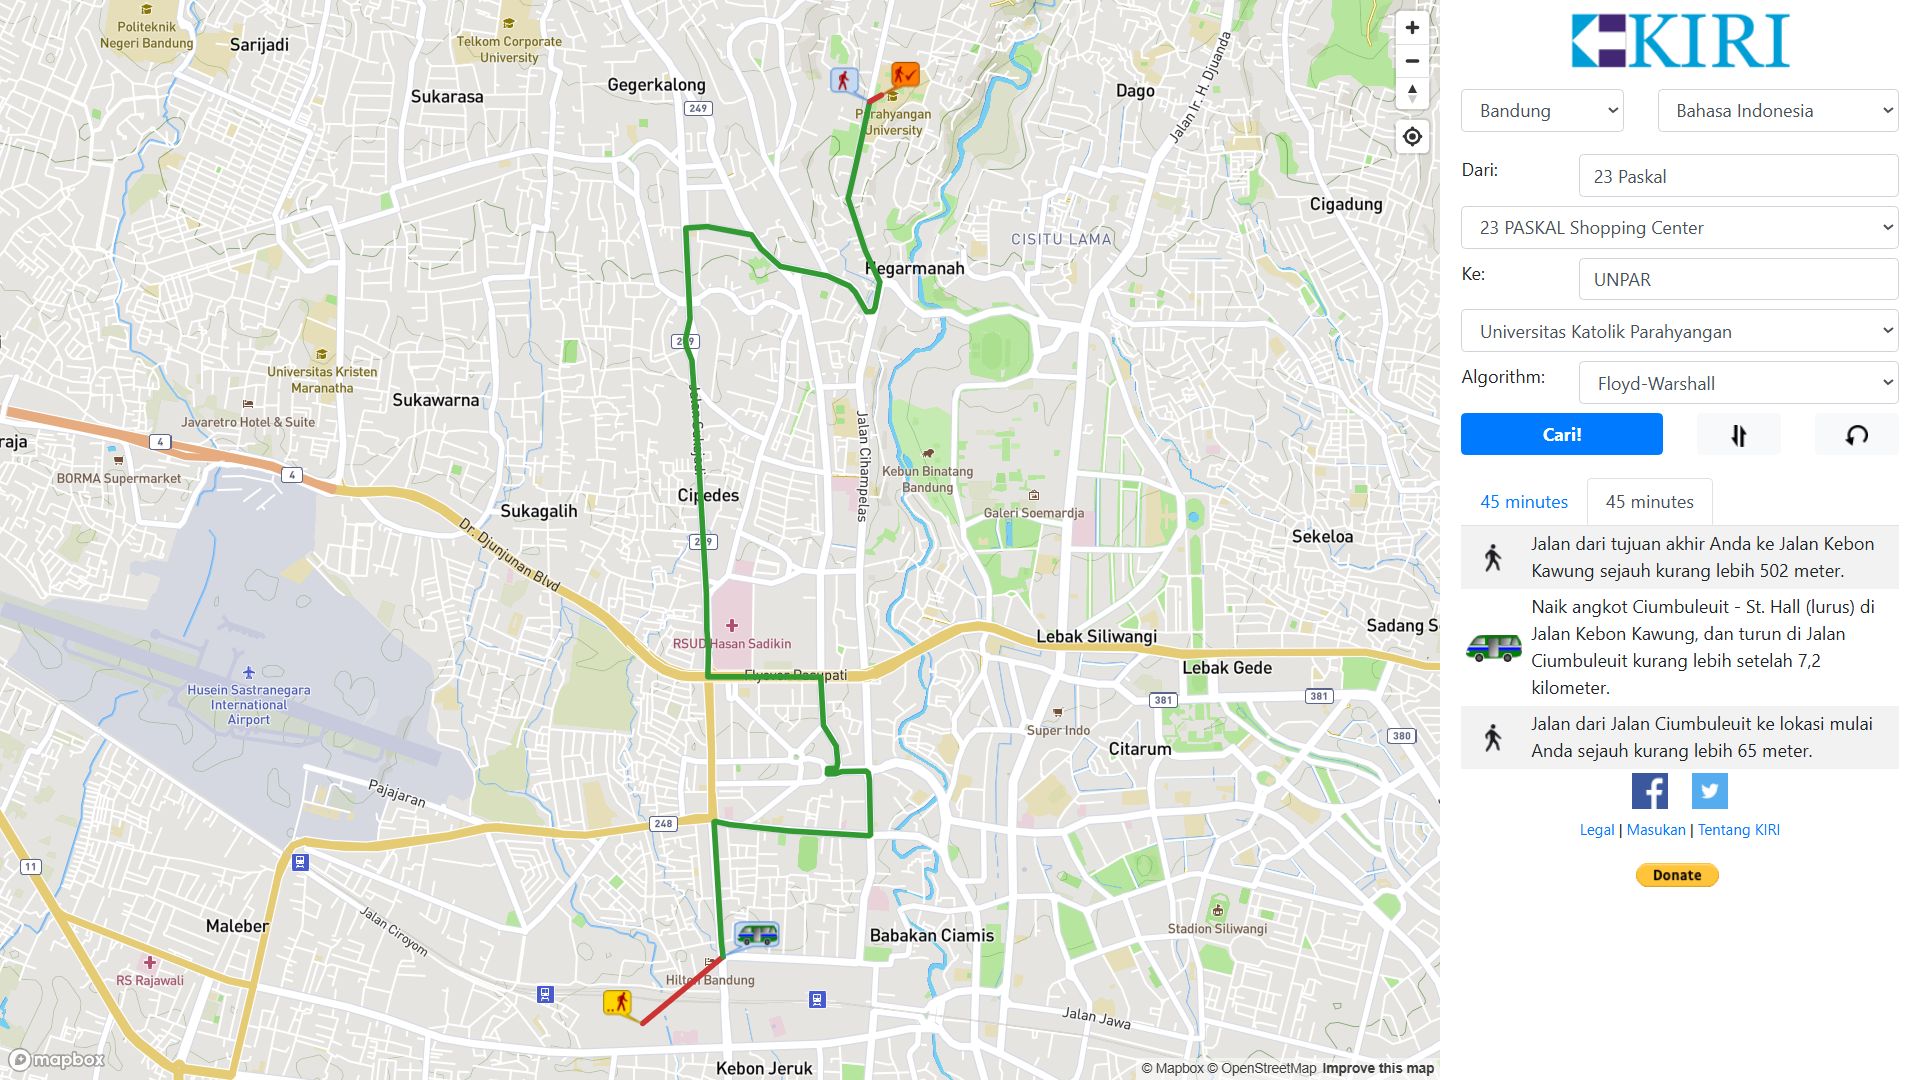 Politeknik
Negeri Bandung
Sarijadi
Telkom Corporate
University
Gegerkalong
Sukarasa
249
Parahyangan
University
Dago
Jalan Ir. H. Djuanda
Cigadung
CISITU LAMA
Hegarmanah
Universitas Kristen
Maranatha
Sukawarna
Javaretro Hotel & Suite
raja
4
BORMA Supermarket
4
Jalan Cihampelas
Kebun Binatang
Bandung
Cipedes
Sukagalih
Galeri Soemardja
Sekeloa
Dr. Djunjunan Blvd
RSUD Hasan Sadikin
Lebak Siliwangi
Sadang S
Lebak Gede
Husein Sastranegara
International
Airport
381
381
380
Super Indo
Citarum
Pajajaran
248
11
Maleber
Jalan Ciroyom
RS Rajawali
Babakan Ciamis
Stadion Siliwangi
Hilton Bandung
Jalan Jawa
Kebon Jeruk
mapbox
© Mapbox © OpenStreetMap Improve this map
KIRI
Bandung
Bahasa Indonesia
Dari:
23 Paskal
23 PASKAL Shopping Center
Ke:
UNPAR
Universitas Katolik Parahyangan
Algorithm:
Floyd-Warshall
Cari!
45 minutes
45 minutes
Jalan dari tujuan akhir Anda ke Jalan Kebon
Kawung sejauh kurang lebih 502 meter.
Naik angkot Ciumbuleuit - St. Hall (lurus) di
Jalan Kebon Kawung, dan turun di Jalan
Ciumbuleuit kurang lebih setelah 7,2
kilometer.
Jalan dari Jalan Ciumbuleuit ke lokasi mulai
Anda sejauh kurang lebih 65 meter.
Legal | Masukan | Tentang KIRI
Donate